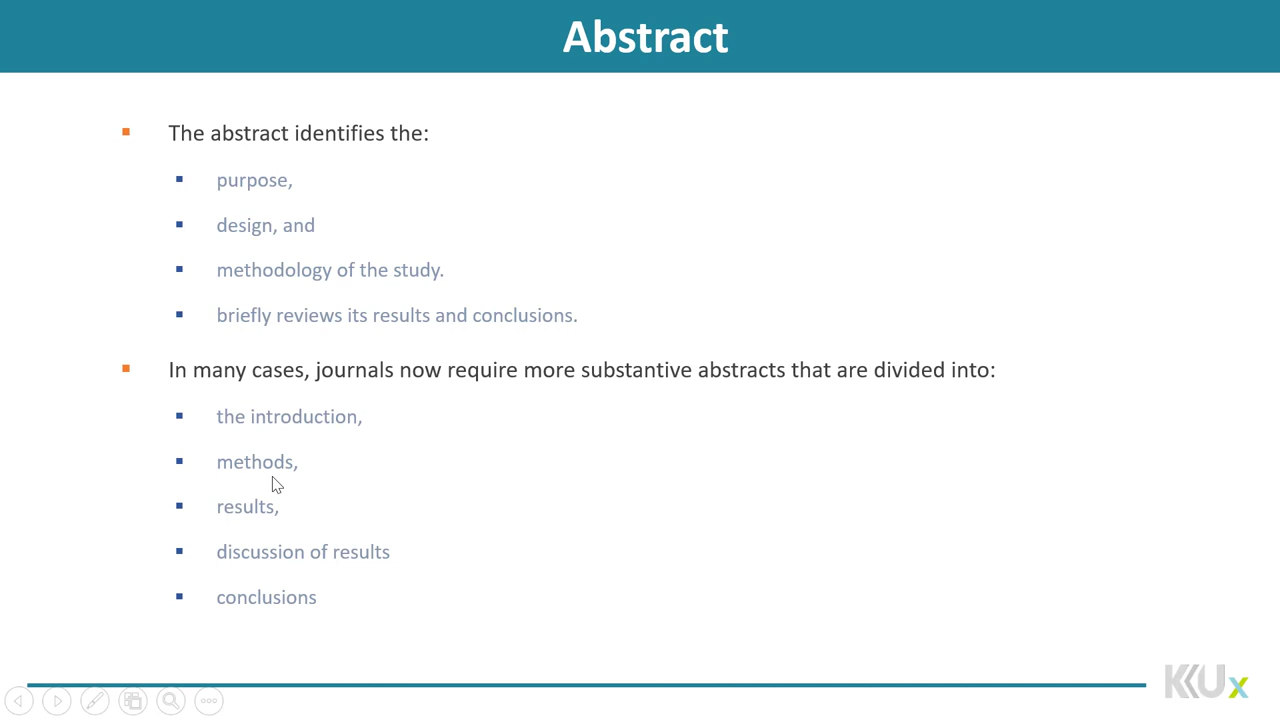 Abstract
The abstract identifies the:
purpose,
design, and
methodology of the study.
briefly reviews its results and conclusions.
In many cases, journals now require more substantive abstracts that are divided into:
the introduction,
methods,
results,
discussion of results
conclusions
KKUx